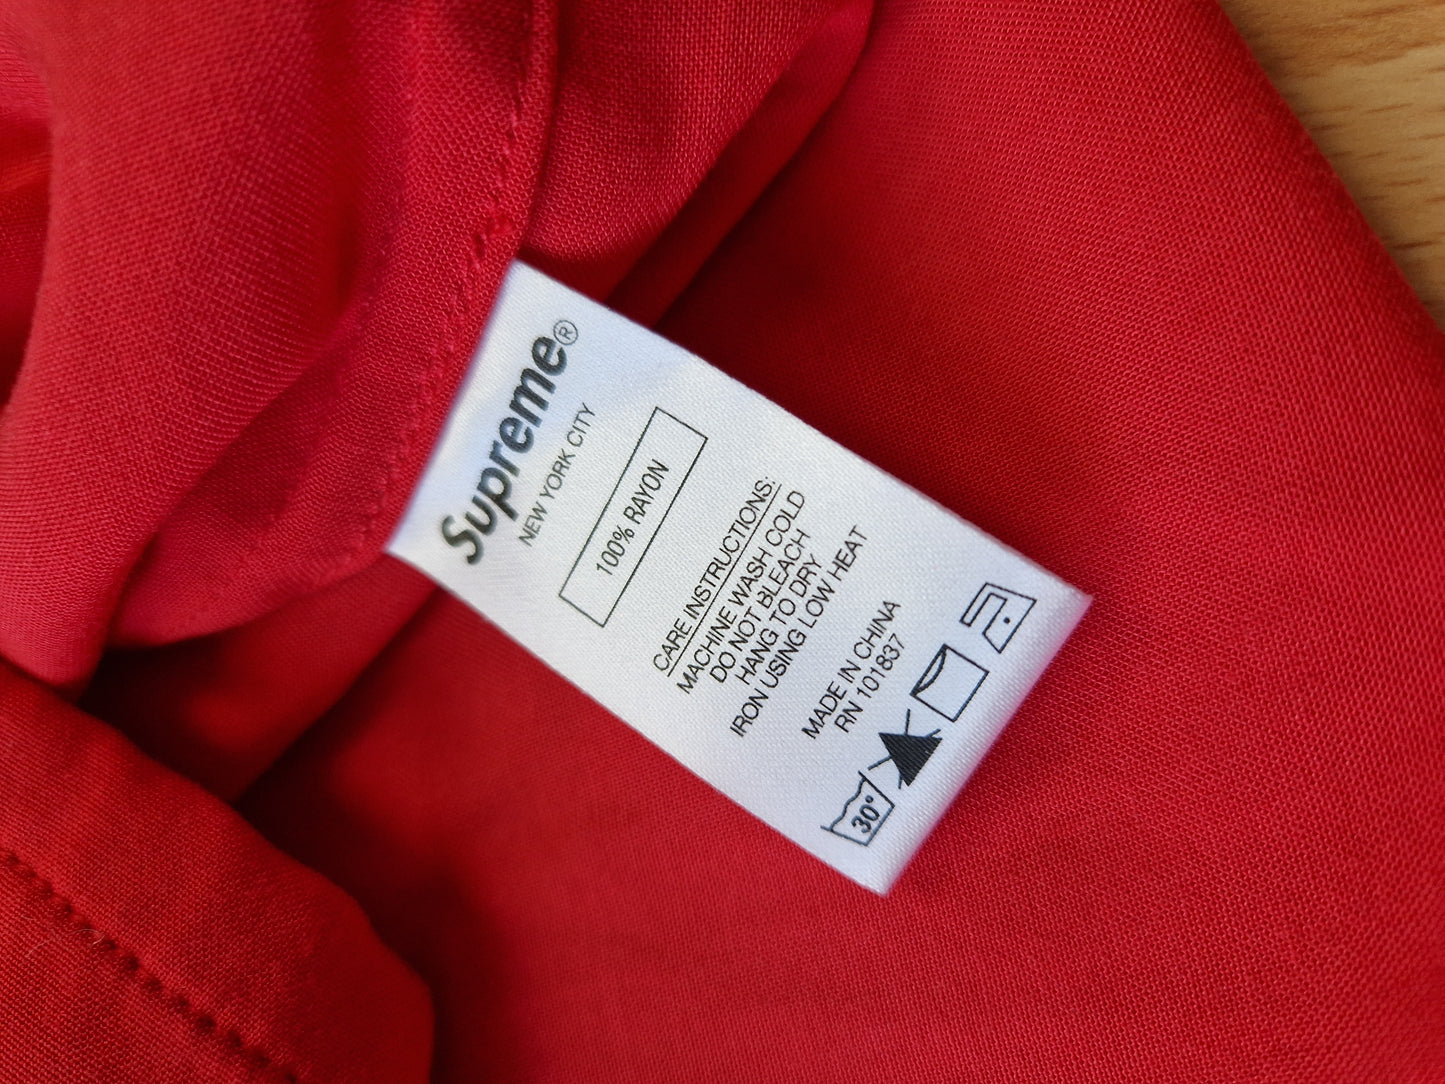 Supreme®
NEW YORK CITY
100% RAYON
CARE INSTRUCTIONS:
MACHINE WASH COLD
DO NOT BLEACH
HANG TO DRY
IRON USING LOW HEAT
MADE IN CHINA
RN 101837
30°